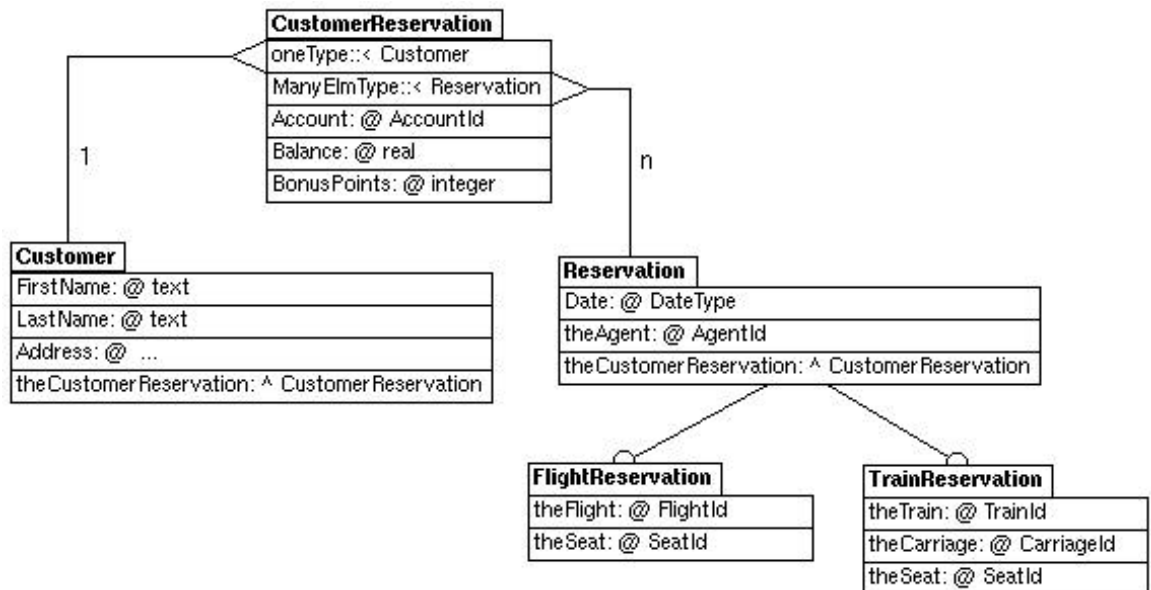 CustomerReservation
oneType::< Customer
ManyElmType::< Reservation
Account: @ AccountId
Balance: @ real
BonusPoints: @ integer
1
n
Customer
FirstName: @ text
LastName: @ text
Address: @ ...
theCustomerReservation: ^ CustomerReservation
Reservation
Date: @ DateType
theAgent: @ AgentId
theCustomerReservation: ^ CustomerReservation
FlightReservation
theFlight: @ FlightId
theSeat: @ SeatId
TrainReservation
theTrain: @ TrainId
theCarriage: @ CarriageId
theSeat: @ SeatId